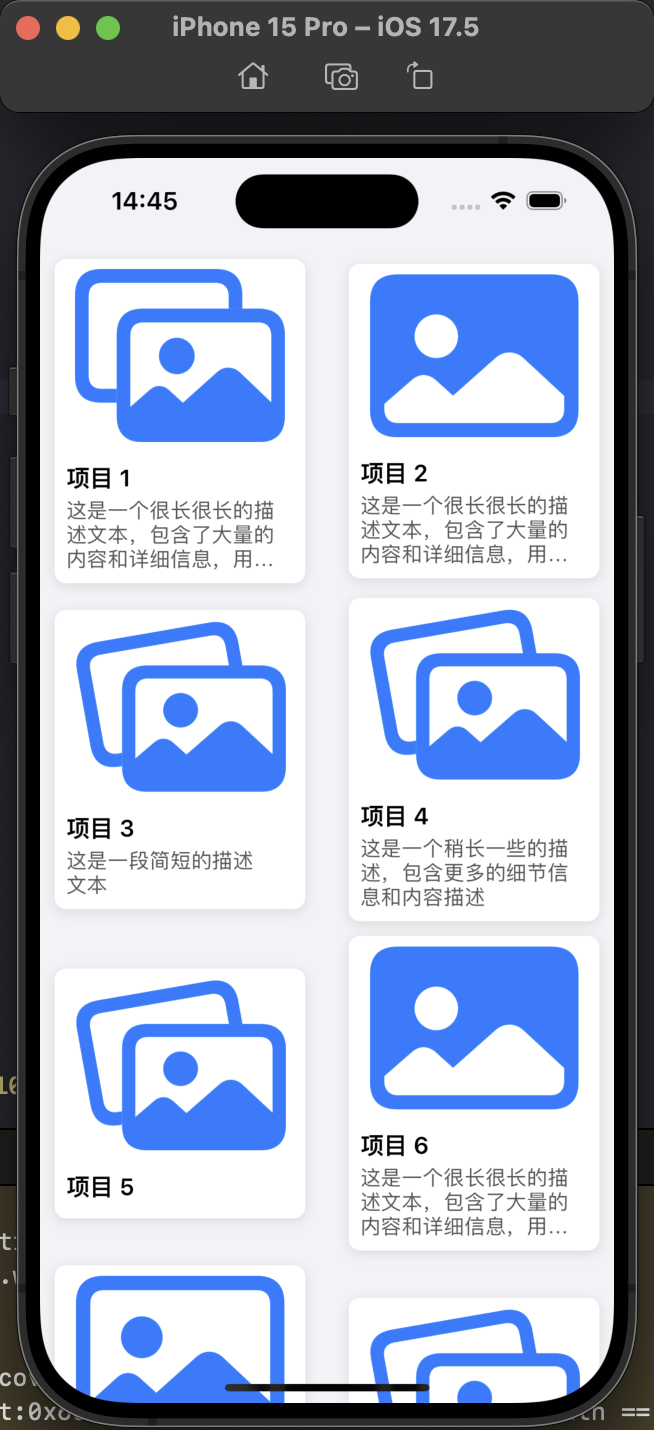 iPhone 15 Pro – iOS 17.5
14:45
项目 1
这是一个很长很长的描
述文本，包含了大量的
内容和详细信息，用…
项目 2
这是一个很长很长的描
述文本，包含了大量的
内容和详细信息，用…
项目 3
这是一段简短的描述
文本
项目 4
这是一个稍长一些的描
述，包含更多的细节信
息和内容描述
项目 5
项目 6
这是一个很长很长的描
述文本，包含了大量的
内容和详细信息，用…